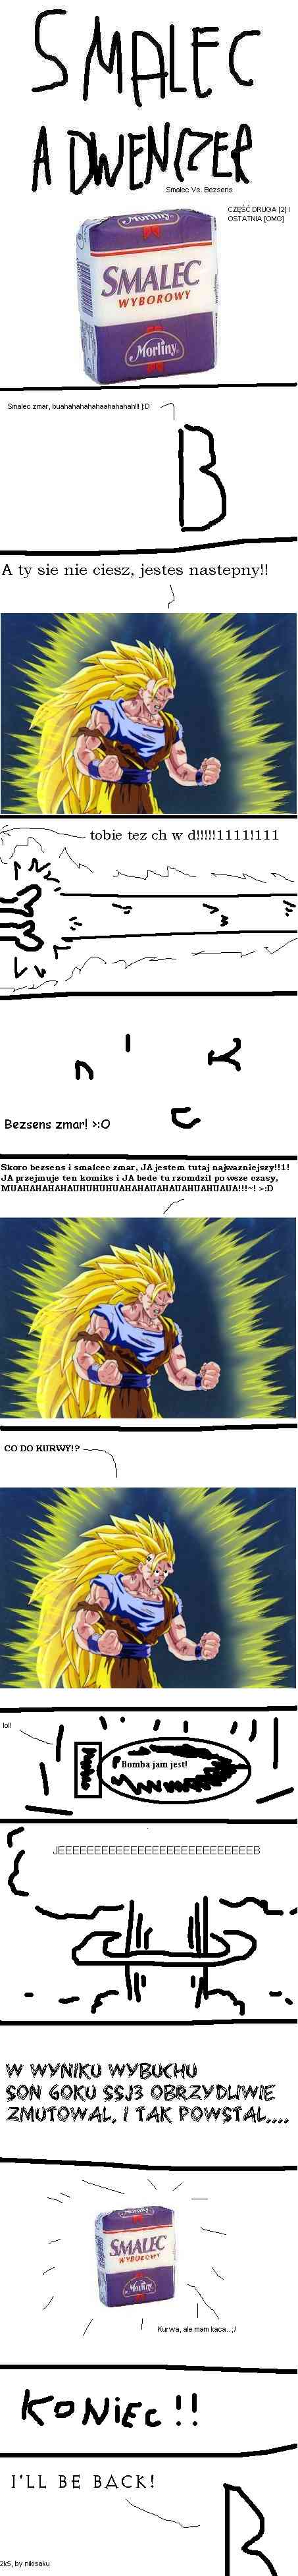 SMALEC
ADWENCZER
Smalec Vs. Bezsens
CZĘŚĆ DRUGA [2] I
OSTATNIA [OMG]
Morliny
SMALEC
WYBOROWY
Morliny
Smalec zmar, buahahahahahaahahahah!!! ];D
B
A ty sie nie ciesz, jestes nastepny!!
tobie tez ch w d!!!!!1111!111
Bezsens zmar! >:O
Skoro bezsens i smalcec zmar, JA jestem tutaj najwazniejszy!!1!
JA przejmuje ten komiks i JA bede tu rzomdzil po wsze czasy,
MUAHAHAHAHAUHUHUHUAHAHAUAHAUAHUAHUAUA!!!~! >:D
CO DO KURWY!?
lol!
Bomba jam jest!
JEEEEEEEEEEEEEEEEEEEEEEEEEEEB
W WYNIKU WYBUCHU
SON GOKU SSJ3 OBRZYDLIWIE
ZMUTOWAL, I TAK POWSTAL....
Morliny
SMALEC
WYBOROWY
Morliny
Kurwa, ale mam kaca...;/
KONIEC!!
I'LL BE BACK!
B
2k5, by nikisaku